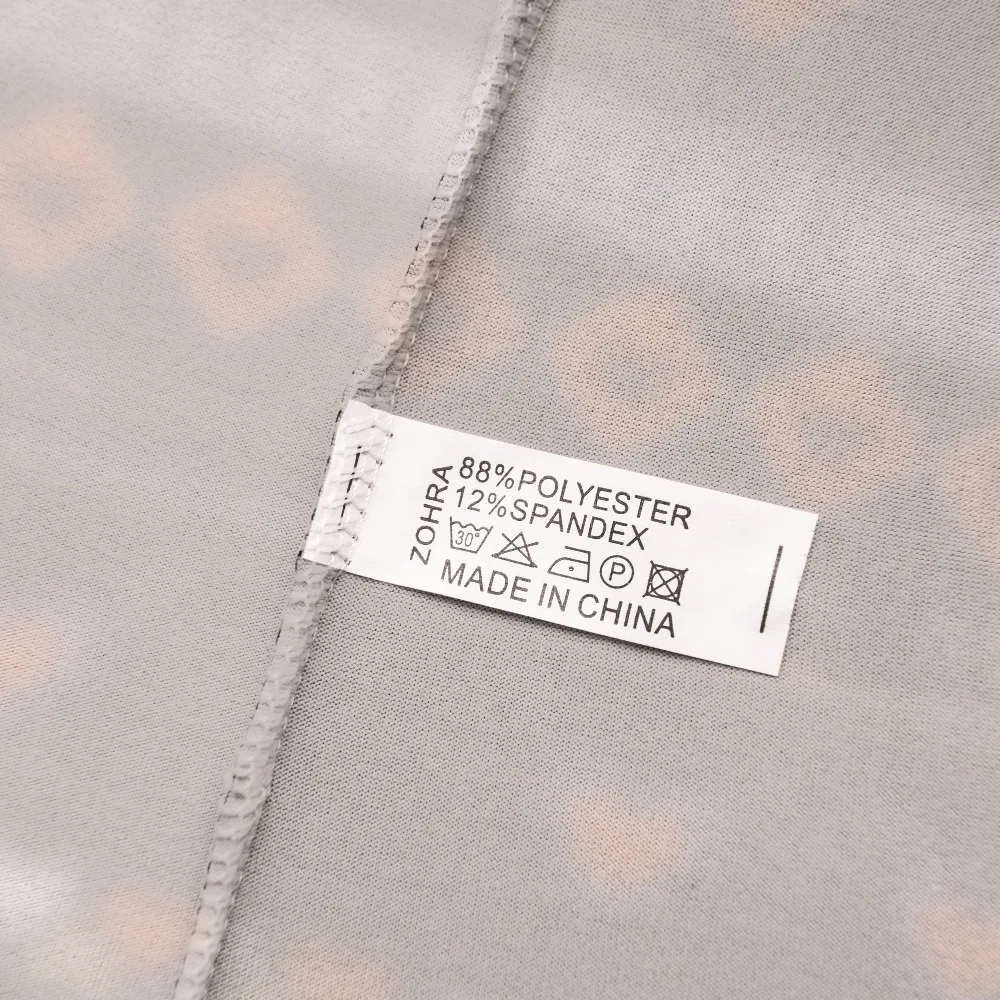 ZOHRA
88%POLYESTER
12%SPANDEX
30°
P
MADE IN CHINA